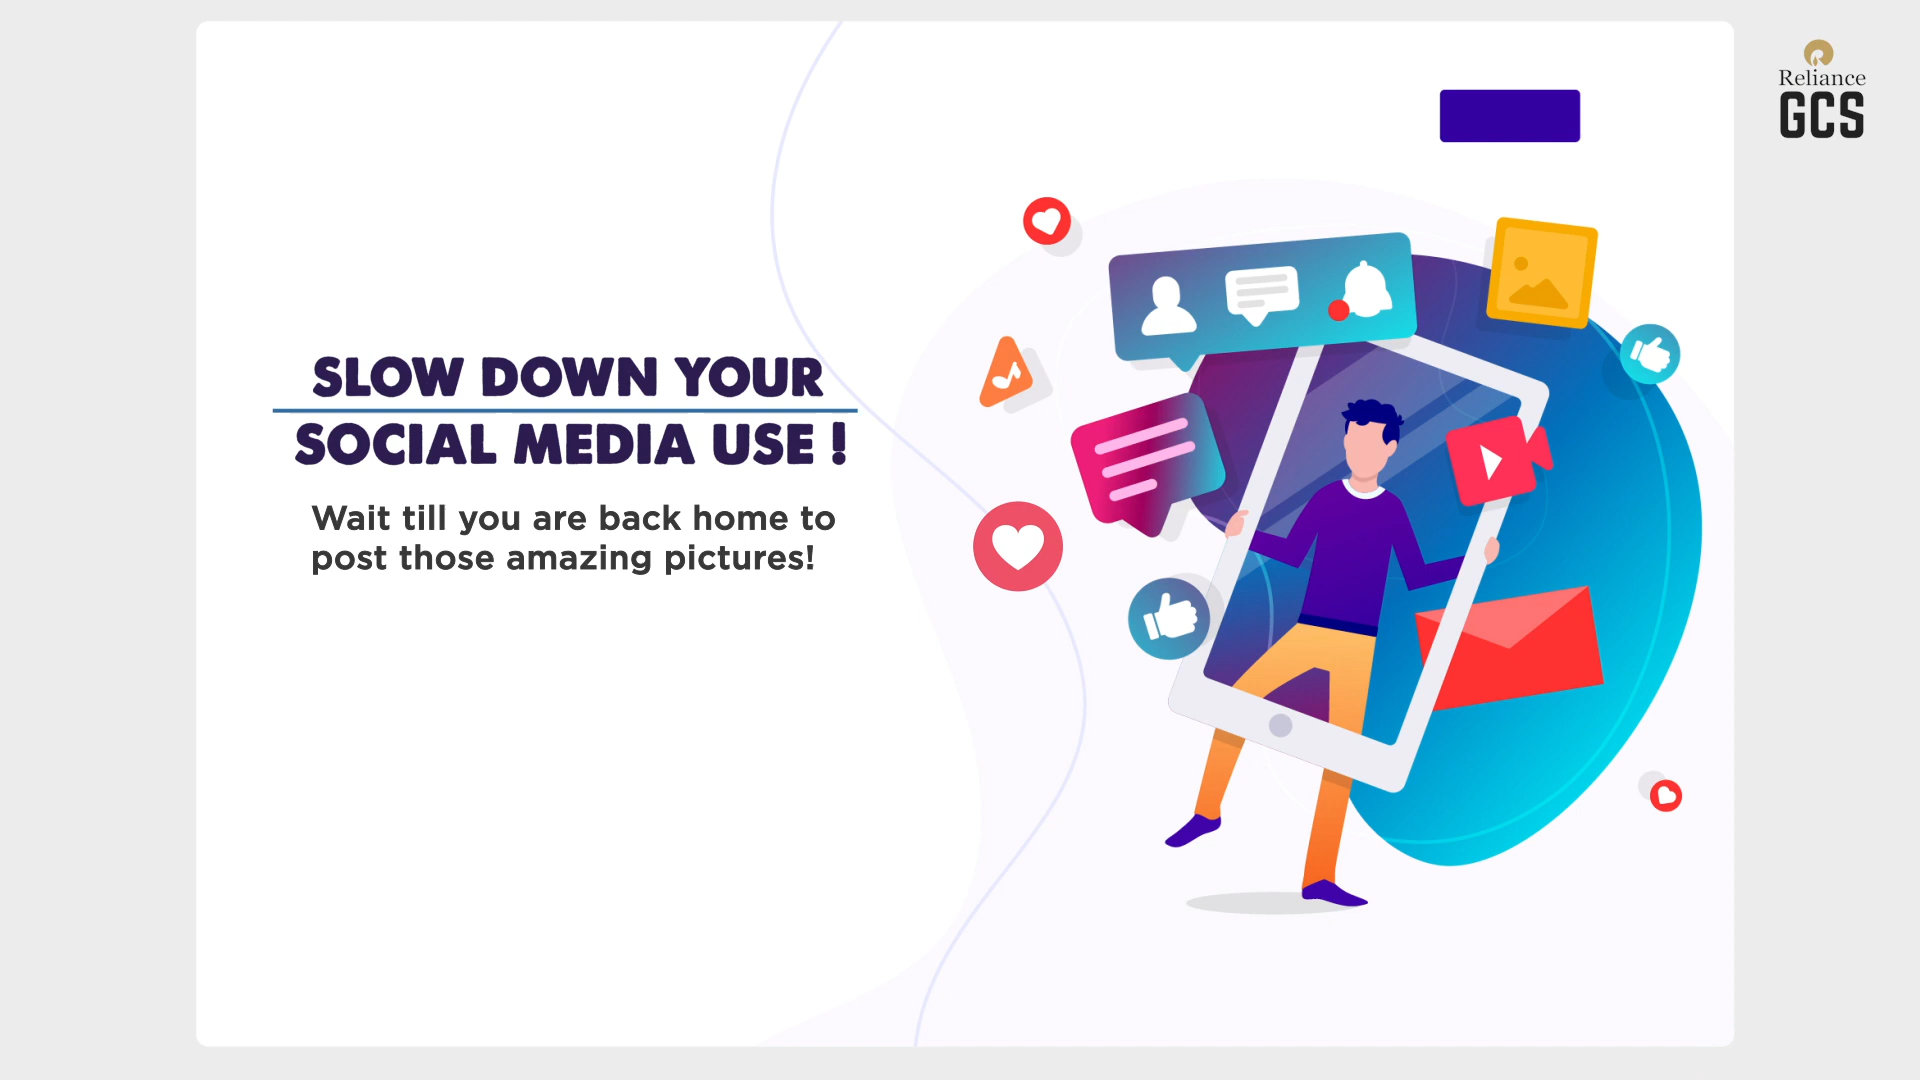 Reliance
GCS
SLOW DOWN YOUR
SOCIAL MEDIA USE !
Wait till you are back home to
post those amazing pictures!